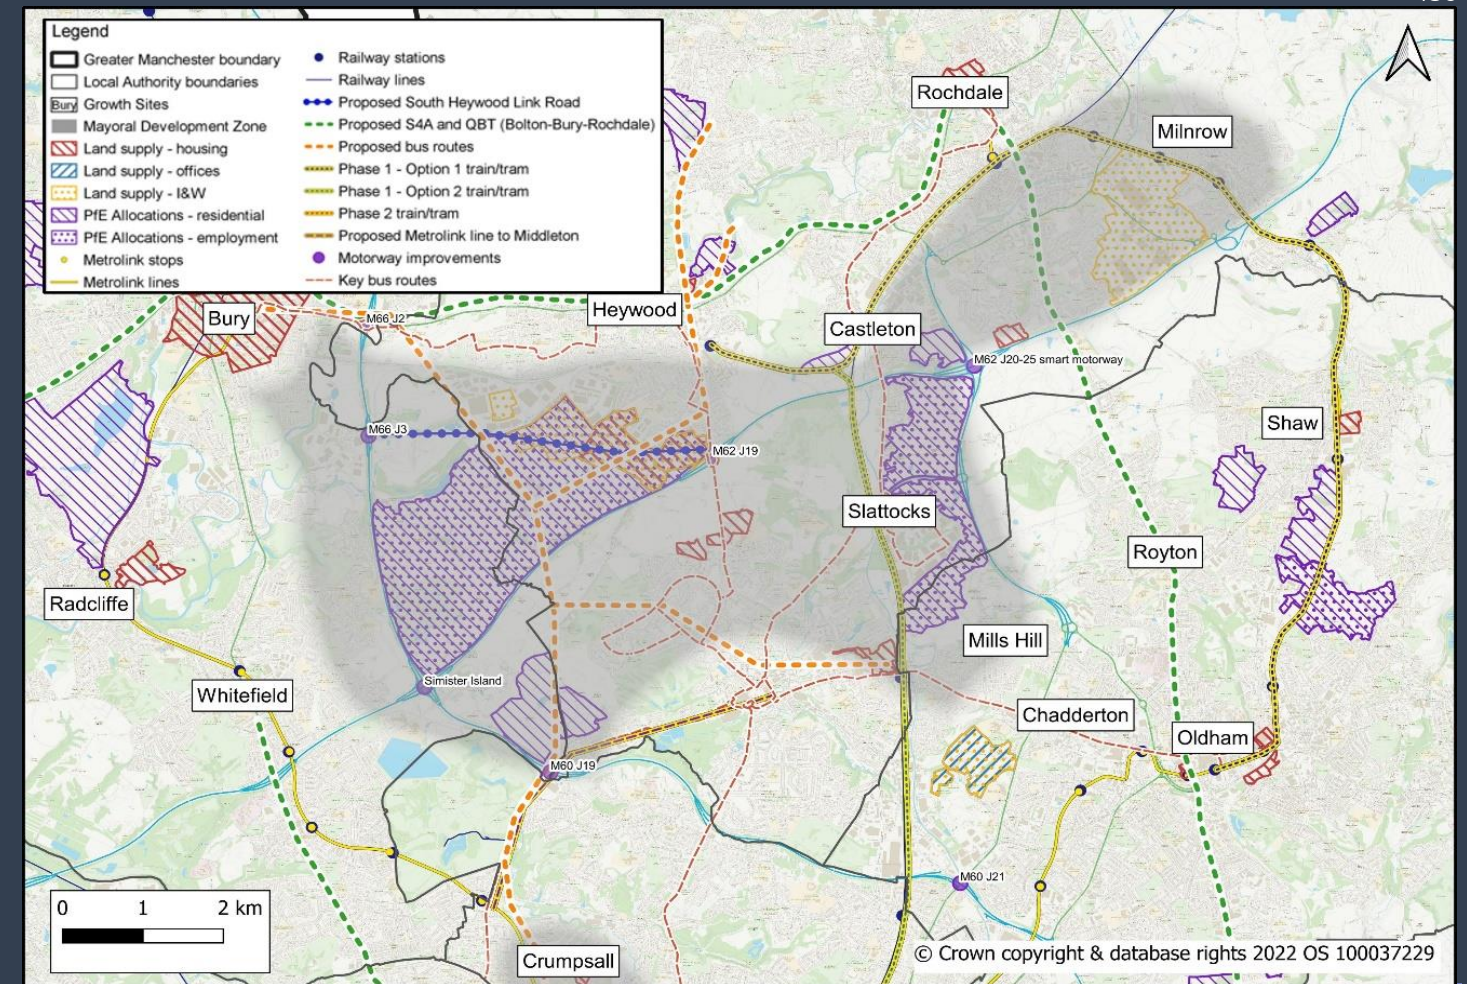 Legend
Greater Manchester boundary
Local Authority boundaries
Bury Growth Sites
Mayoral Development Zone
Land supply - housing
Land supply - offices
Land supply - I&W
PfE Allocations - residential
PfE Allocations - employment
Metrolink stops
Metrolink lines
Railway stations
Railway lines
Proposed South Heywood Link Road
Proposed S4A and QBT (Bolton-Bury-Rochdale)
Proposed bus routes
Phase 1 - Option 1 train/tram
Phase 1 - Option 2 train/tram
Phase 2 train/tram
Proposed Metrolink line to Middleton
Motorway improvements
Key bus routes
Rochdale
Milnrow
Heywood
Bury
M66 J2
Castleton
M62 J20-25 smart motorway
Shaw
M66 J3
M62 J19
Slattocks
Royton
Radcliffe
Mills Hill
Simister Island
Whitefield
Chadderton
Oldham
M60 J19
M60 J21
0 1 2 km
Crumpsall
© Crown copyright & database rights 2022 OS 100037229